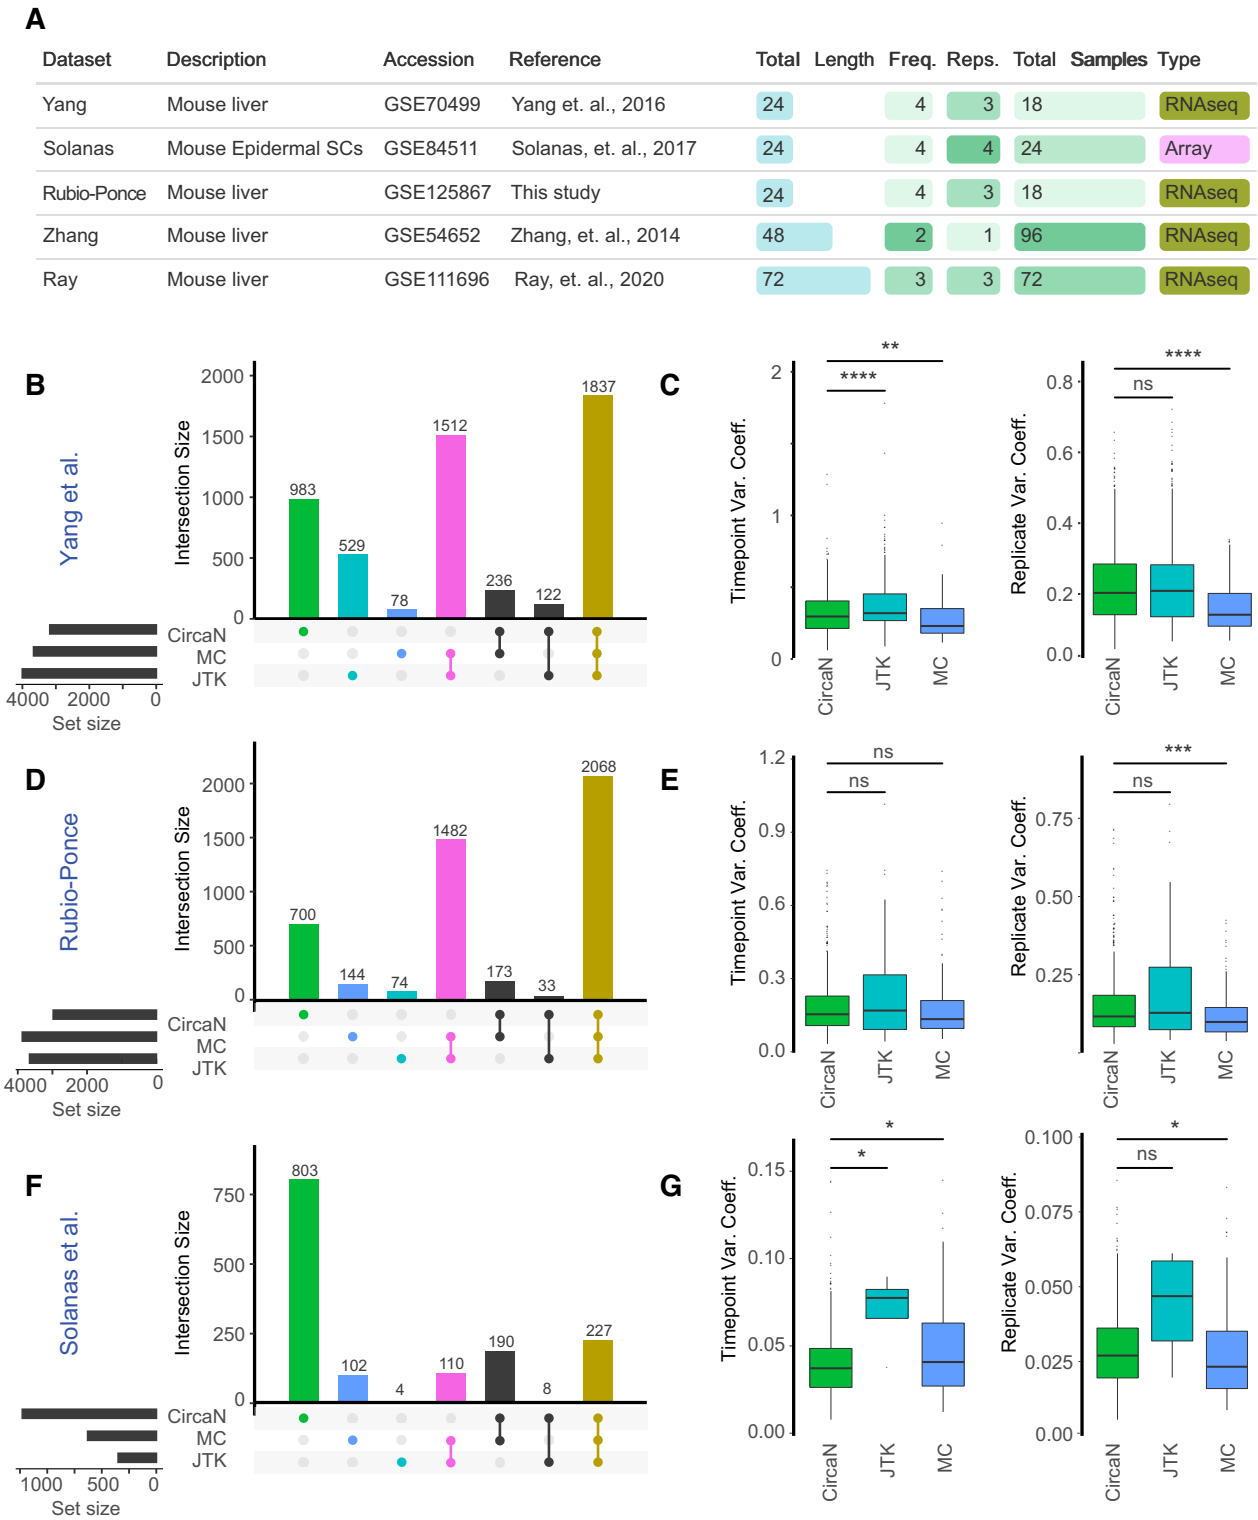 A
Dataset Description Accession Reference Total Length Freq. Reps. Total Samples Type
Yang Mouse liver GSE70499 Yang et. al., 2016 24 4 3 18 RNAseq
Solanas Mouse Epidermal SCs GSE84511 Solanas, et. al., 2017 24 4 4 24 Array
Rubio-Ponce Mouse liver GSE125867 This study 24 4 3 18 RNAseq
Zhang Mouse liver GSE54652 Zhang, et. al., 2014 48 2 1 96 RNAseq
Ray Mouse liver GSE111696 Ray, et. al., 2020 72 3 3 72 RNAseq
B
Yang et al.
Intersection Size
2000
1500
1000
500
0
983
529
78
1512
236
122
1837
CircaN
MC
JTK
4000 2000 0
Set size
C
Timepoint Var. Coeff.
2
1
0
**
****
CircaN
JTK
MC
Replicate Var. Coeff.
0.8
0.6
0.4
0.2
0.0
****
ns
CircaN
JTK
MC
D
Rubio-Ponce
Intersection Size
2000
1500
1000
500
0
700
144
74
1482
173
33
2068
CircaN
MC
JTK
4000 2000 0
Set size
E
Timepoint Var. Coeff.
1.2
0.9
0.6
0.3
0.0
ns
ns
CircaN
JTK
MC
Replicate Var. Coeff.
0.75
0.50
0.25
***
ns
CircaN
JTK
MC
F
Solanas et al.
Intersection Size
750
500
250
0
803
102
4
110
190
8
227
CircaN
MC
JTK
1000 500 0
Set size
G
Timepoint Var. Coeff.
0.15
0.10
0.05
0.00
*
*
CircaN
JTK
MC
Replicate Var. Coeff.
0.100
0.075
0.050
0.025
0.00
*
ns
CircaN
JTK
MC